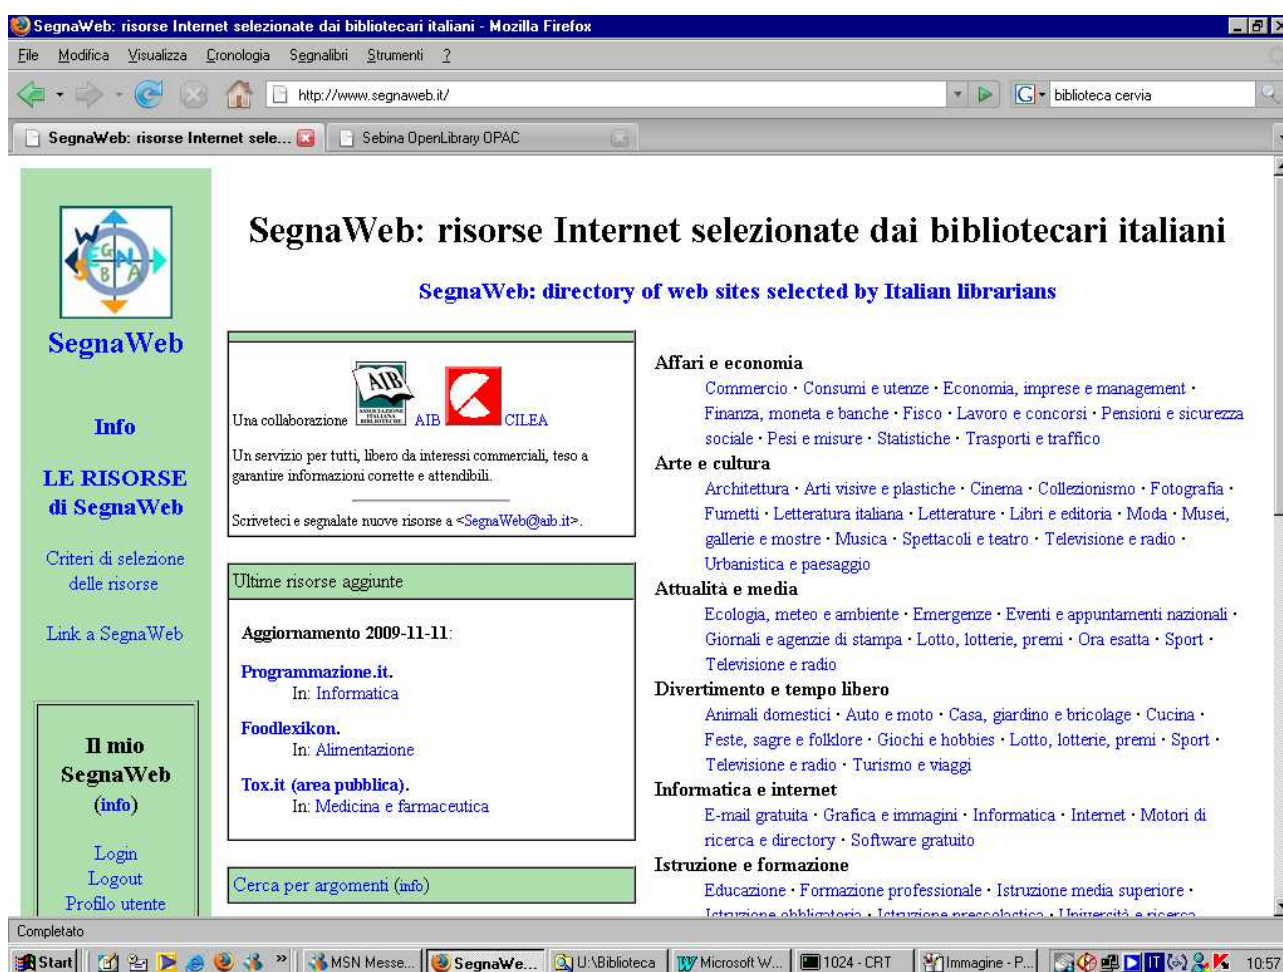 SegnaWeb: risorse Internet selezionate dai bibliotecari italiani - Mozilla Firefox
File Modifica Visualizza Cronologia Segnalibri Strumenti ?
http://www.segnaweb.it/
biblioteca cervia
SegnaWeb: risorse Internet sele...
Sebina OpenLibrary OPAC
SegnaWeb
Info
LE RISORSE
di SegnaWeb
Criteri di selezione
delle risorse
Link a SegnaWeb
Il mio
SegnaWeb
(info)
Login
Logout
Profilo utente
SegnaWeb: risorse Internet selezionate dai bibliotecari italiani
SegnaWeb: directory of web sites selected by Italian librarians
Una collaborazione AIB ASSOCIAZIONE ITALIANA BIBLIOTECHE AIB CILEA
Un servizio per tutti, libero da interessi commerciali, teso a
garantire informazioni corrette e attendibili.
Scriveteci e segnalate nuove risorse a <SegnaWeb@aib.it>.
Ultime risorse aggiunte
Aggiornamento 2009-11-11:
Programmazione.it.
In: Informatica
Foodlexikon.
In: Alimentazione
Tox.it (area pubblica).
In: Medicina e farmaceutica
Cerca per argomenti (info)
Affari e economia
Commercio · Consumi e utenze · Economia, imprese e management ·
Finanza, moneta e banche · Fisco · Lavoro e concorsi · Pensioni e sicurezza
sociale · Pesi e misure · Statistiche · Trasporti e traffico
Arte e cultura
Architettura · Arti visive e plastiche · Cinema · Collezionismo · Fotografia ·
Fumetti · Letteratura italiana · Letterature · Libri e editoria · Moda · Musei,
gallerie e mostre · Musica · Spettacoli e teatro · Televisione e radio ·
Urbanistica e paesaggio
Attualità e media
Ecologia, meteo e ambiente · Emergenze · Eventi e appuntamenti nazionali ·
Giornali e agenzie di stampa · Lotto, lotterie, premi · Ora esatta · Sport ·
Televisione e radio
Divertimento e tempo libero
Animali domestici · Auto e moto · Casa, giardino e bricolage · Cucina ·
Feste, sagre e folklore · Giochi e hobbies · Lotto, lotterie, premi · Sport ·
Televisione e radio · Turismo e viaggi
Informatica e internet
E-mail gratuita · Grafica e immagini · Informatica · Internet · Motori di
ricerca e directory · Software gratuito
Istruzione e formazione
Educazione · Formazione professionale · Istruzione media superiore ·
Istruzione obbligatoria · Istruzione prescolastica · Università e ricerca
Completato
Start » MSN Messe... SegnaWe... U:\Biblioteca Microsoft W... 1024 - CRT Immagine - P... IT 10:57